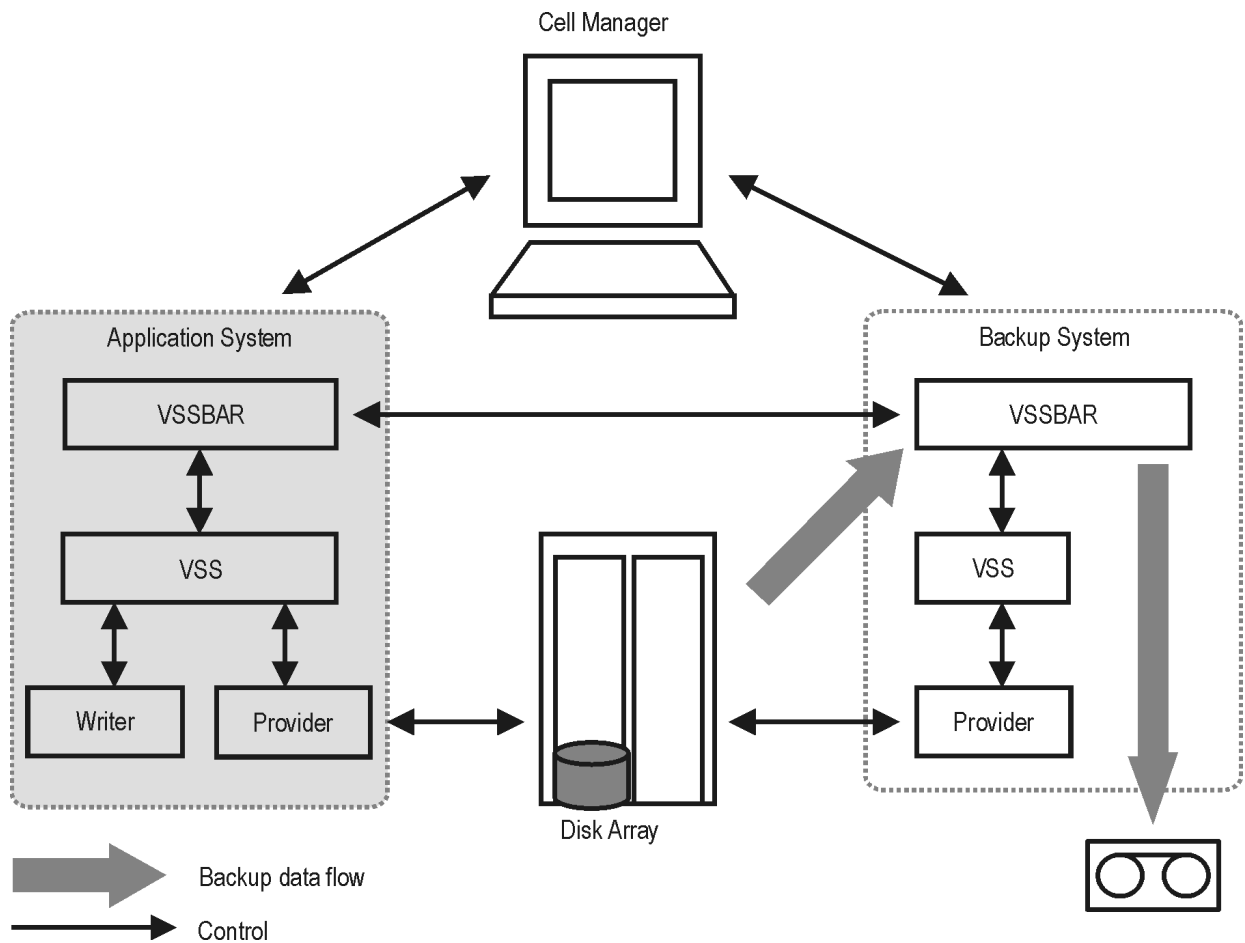 Cell Manager
Application System
Backup System
VSSBAR
VSSBAR
VSS
VSS
Writer
Provider
Provider
Disk Array
Backup data flow
Control